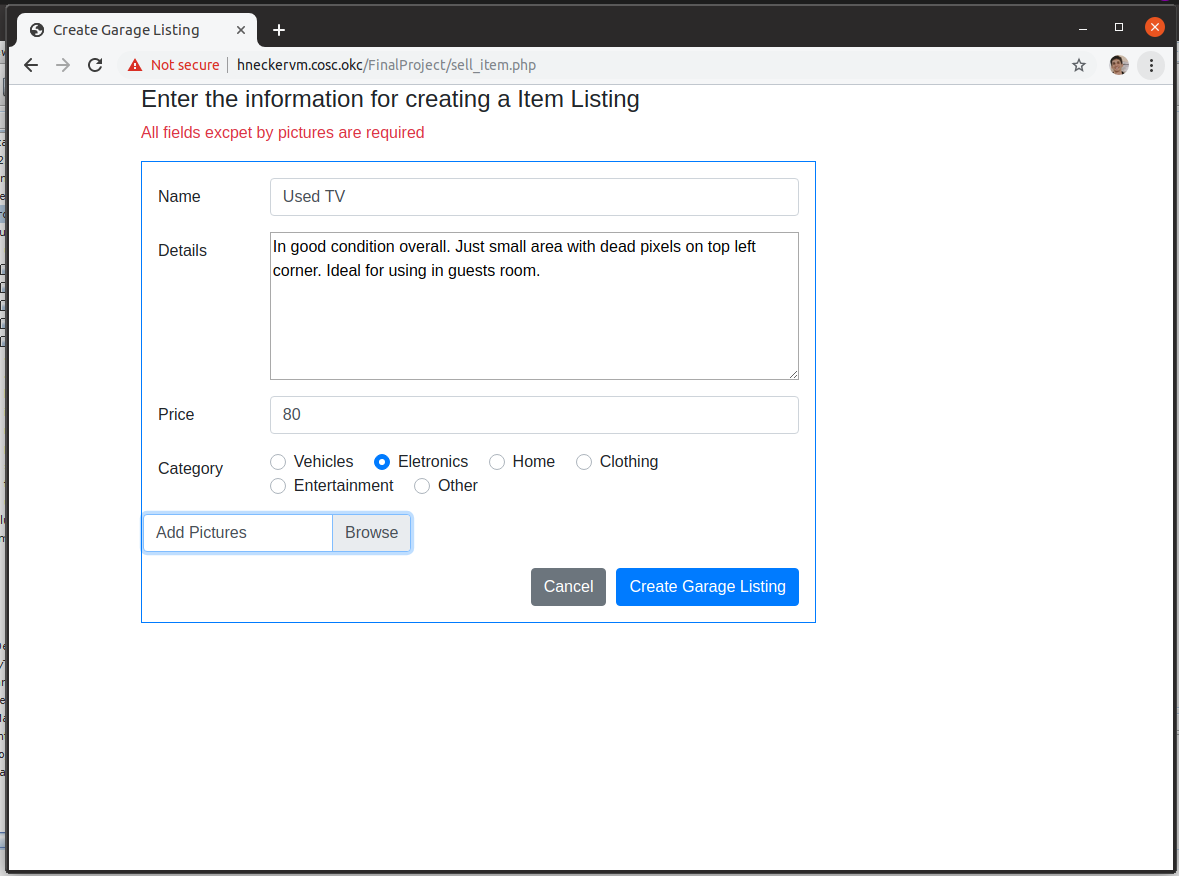 Create Garage Listing
Not secure hneckervm.cosc.okc/FinalProject/sell_item.php
Enter the information for creating a Item Listing
All fields excpet by pictures are required
Name Used TV
Details In good condition overall. Just small area with dead pixels on top left
corner. Ideal for using in guests room.
Price 80
Category Vehicles Eletronics Home Clothing
Entertainment Other
Add Pictures Browse
Cancel Create Garage Listing